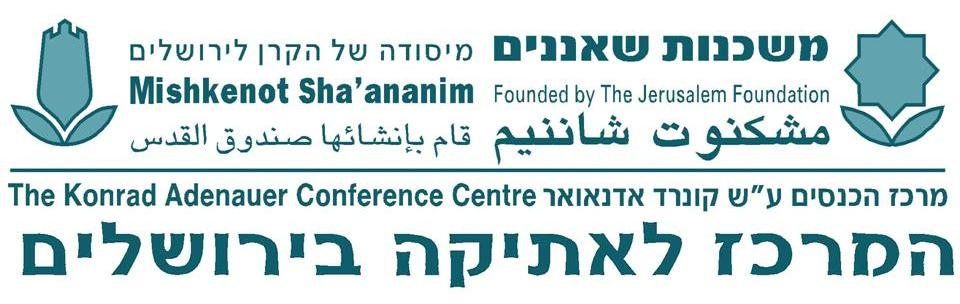 משכנות שאננים מיסודה של הקרן לירושלים
Mishkenot Sha'ananim Founded by The Jerusalem Foundation
مشكنوت شاننيم قام بإنشائها صندوق القدس
The Konrad Adenauer Conference Centre מרכז הכנסים ע"ש קונרד אדנאואר
המרכז לאתיקה בירושלים